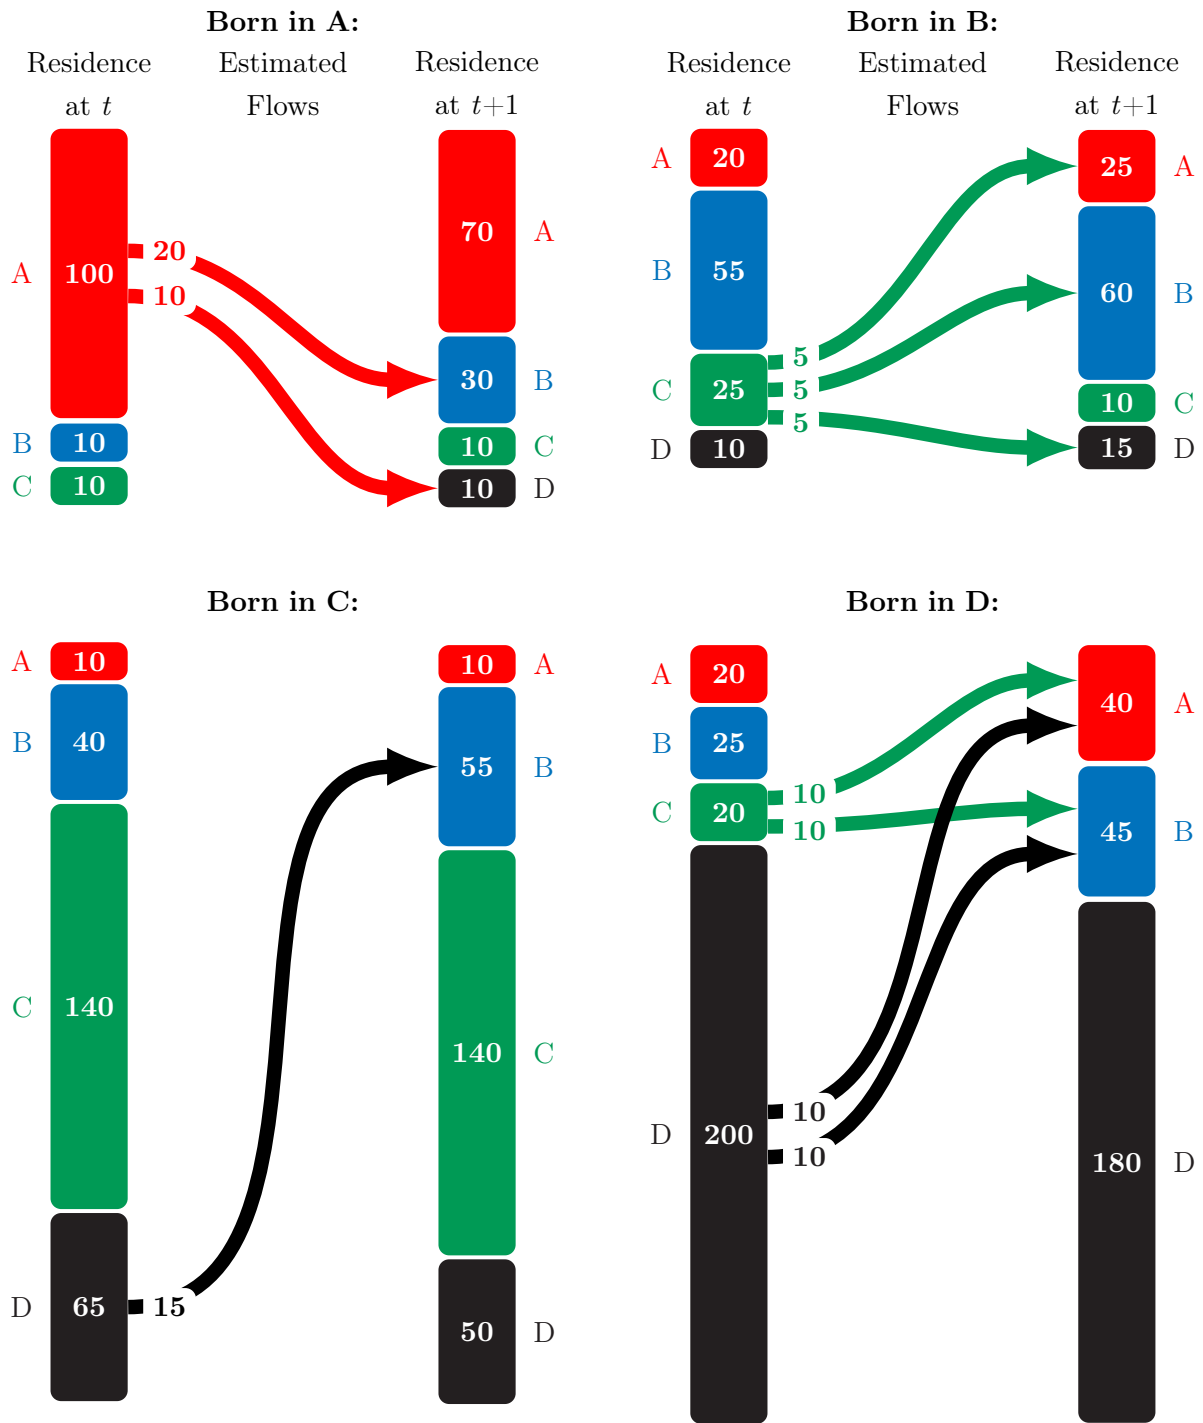 Born in A:
Residence at t
Estimated Flows
Residence at t+1
A
100
20
10
70
A
30
B
B
10
10
C
C
10
10
D
Born in B:
Residence at t
Estimated Flows
Residence at t+1
A
20
25
A
B
55
60
B
5
C
25
5
10
C
5
D
10
15
D
Born in C:
A
10
10
A
B
40
55
B
C
140
140
C
D
65
15
50
D
Born in D:
A
20
40
A
B
25
10
C
20
10
45
B
10
D
200
10
180
D